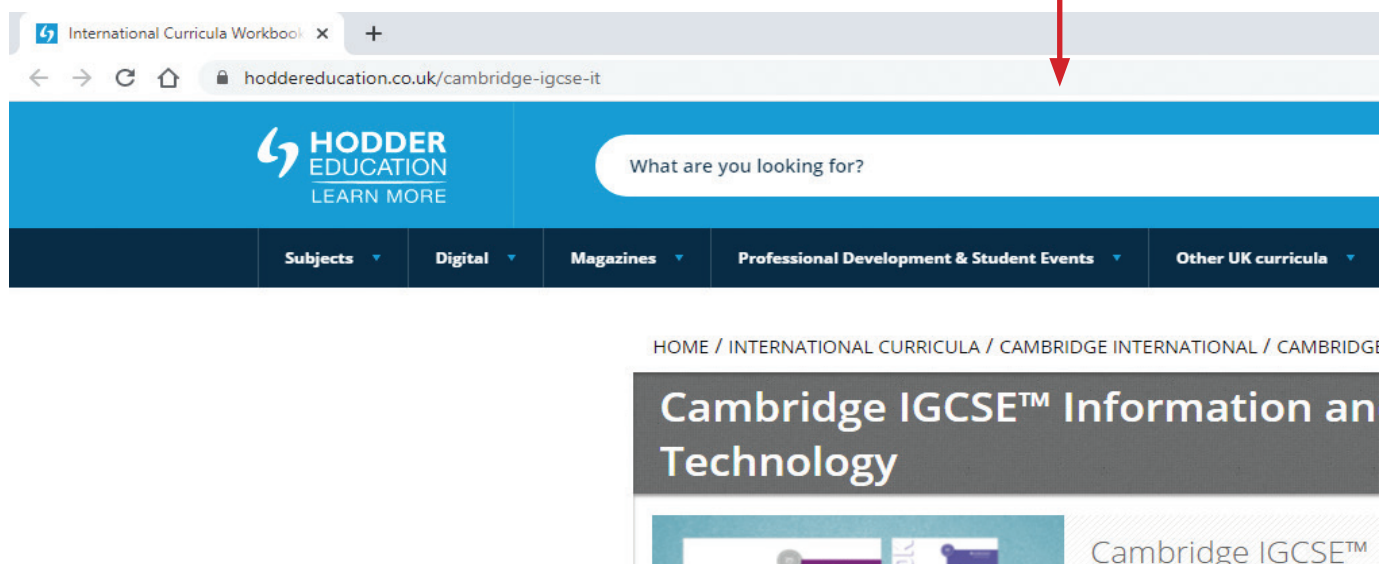 International Curricula Workbook
hoddereducation.co.uk/cambridge-igcse-it
HODDER
EDUCATION
LEARN MORE
What are you looking for?
Subjects Digital Magazines Professional Development & Student Events Other UK curricula
HOME / INTERNATIONAL CURRICULA / CAMBRIDGE INTERNATIONAL / CAMBRIDGE
Cambridge IGCSE™ Information an
Technology
Cambridge IGCSE™